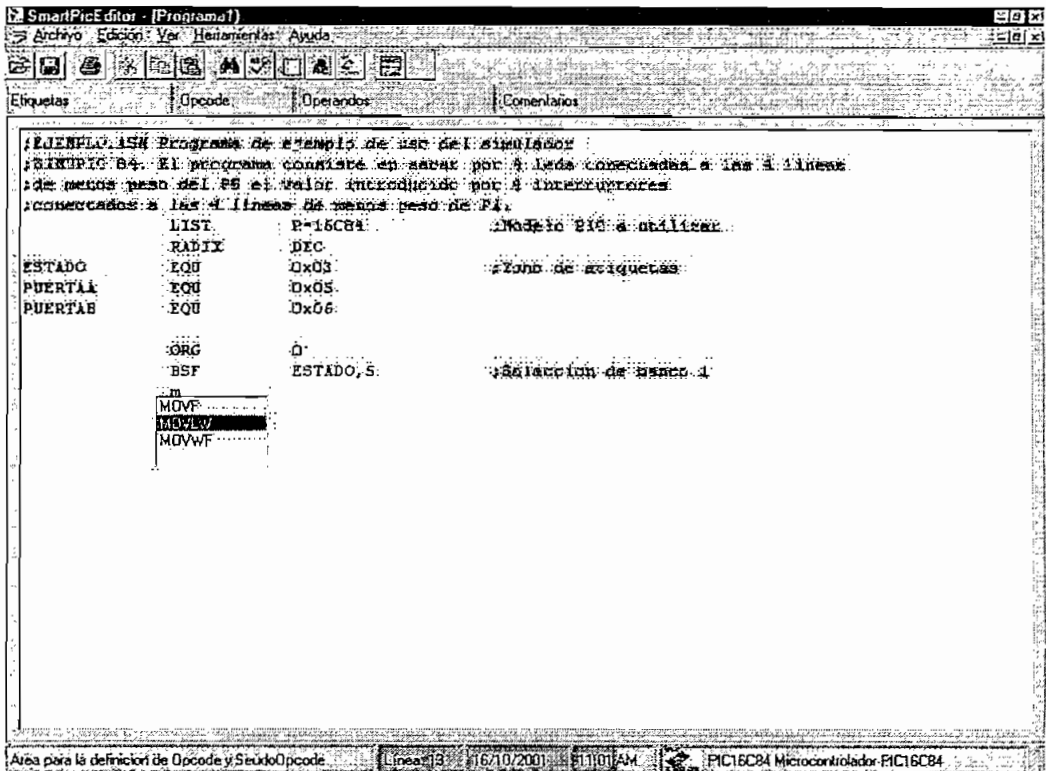 SmartPicEditor - [Programa1]
Archivo Edición Ver Herramientas Ayuda
Etiquetas Opcode Operandos Comentarios
;EJEMPLO.ASM Programa de ejemplo de uso del simulador
;SIMUPIC 84. El programa consiste en sacar por 4 leds conectados a las 4 lineas
;de menos peso del PB el valor introducido por 4 interruptores
;conectados a las 4 lineas de menos peso de PA.
LIST P=16C84 ;Modelo PIC a utilizar
RADIX DEC
ESTADO EQU 0x03 ;Zona de etiquetas
PUERTAA EQU 0x05
PUERTAB EQU 0x06
ORG 0
BSF ESTADO,5 ;Seleccion de banco 1
m
MOVF
MOVLW
MOVWF
Area para la definición de Opcode y SeudoOpcode Linea: 13 16/10/2001 11:01 AM PIC16C84 Microcontrolador-PIC16C84